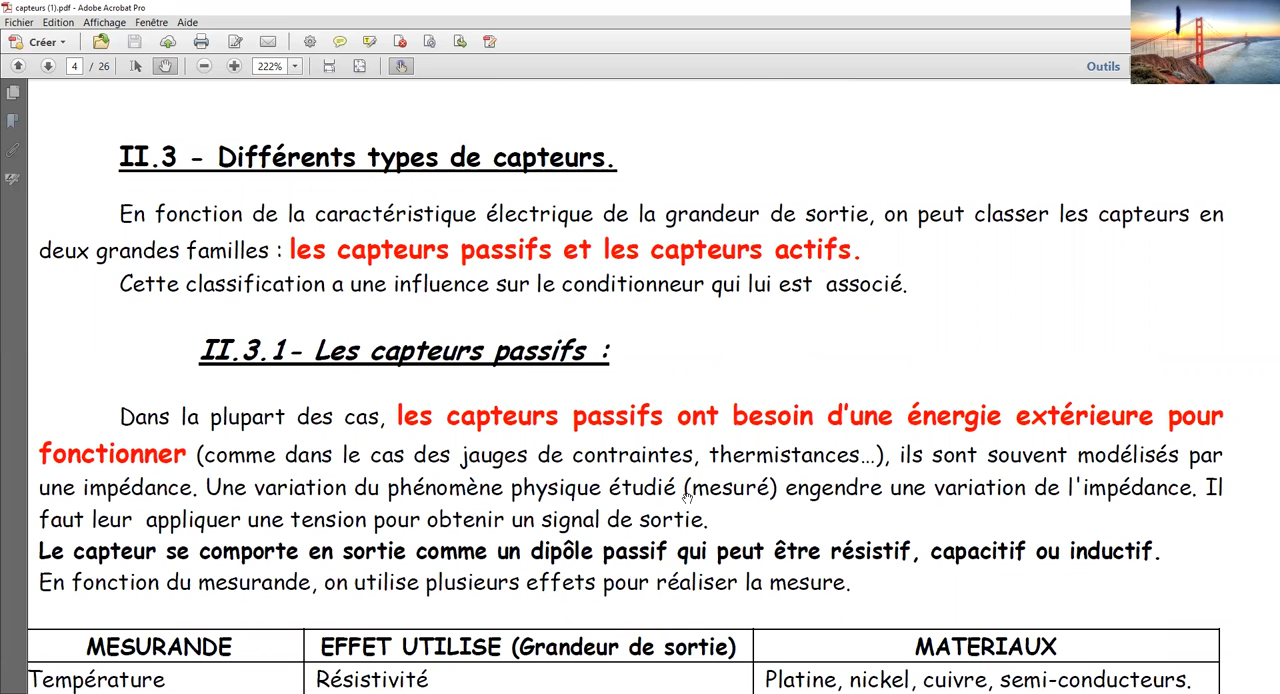 capteurs (1).pdf - Adobe Acrobat Pro
Fichier Edition Affichage Fenêtre Aide
Créer
4 / 26 222% Outils
II.3 - Différents types de capteurs.
En fonction de la caractéristique électrique de la grandeur de sortie, on peut classer les capteurs en
deux grandes familles : les capteurs passifs et les capteurs actifs.
Cette classification a une influence sur le conditionneur qui lui est associé.
II.3.1- Les capteurs passifs :
Dans la plupart des cas, les capteurs passifs ont besoin d'une énergie extérieure pour
fonctionner (comme dans le cas des jauges de contraintes, thermistances…), ils sont souvent modélisés par
une impédance. Une variation du phénomène physique étudié (mesuré) engendre une variation de l'impédance. Il
faut leur appliquer une tension pour obtenir un signal de sortie.
Le capteur se comporte en sortie comme un dipôle passif qui peut être résistif, capacitif ou inductif.
En fonction du mesurande, on utilise plusieurs effets pour réaliser la mesure.
MESURANDE EFFET UTILISE (Grandeur de sortie) MATERIAUX
Température Résistivité Platine, nickel, cuivre, semi-conducteurs.